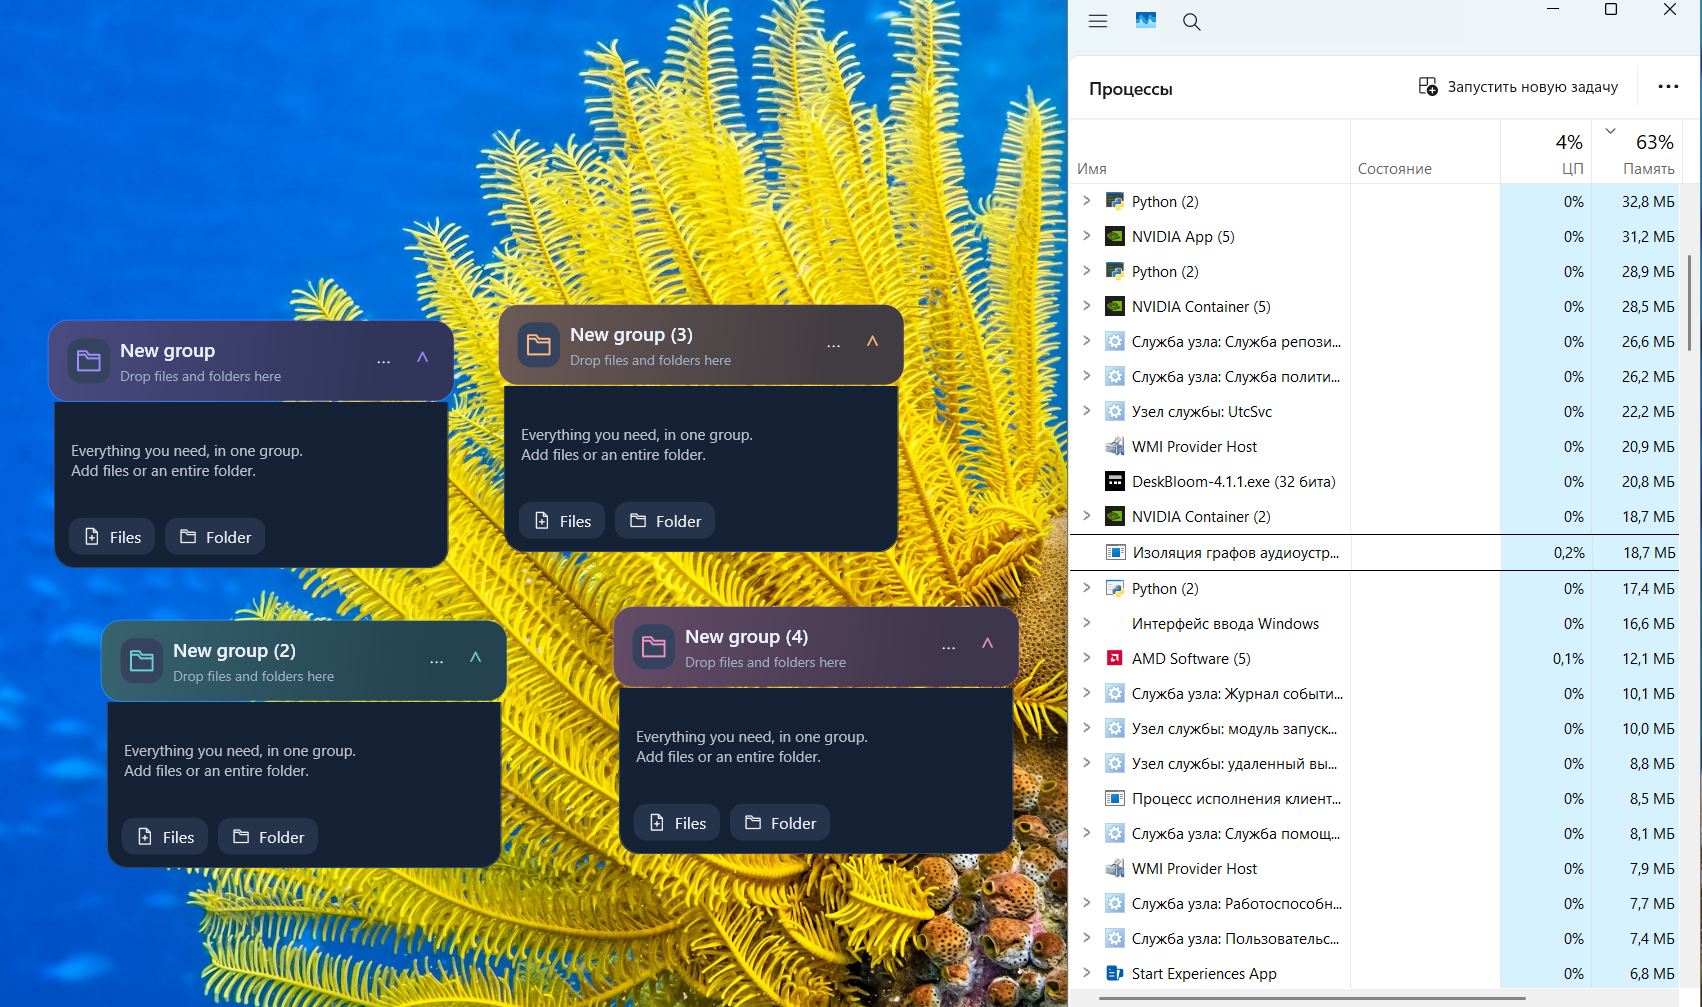 New group
Drop files and folders here
...
Everything you need, in one group.
Add files or an entire folder.
Files
Folder
New group (3)
Drop files and folders here
...
Everything you need, in one group.
Add files or an entire folder.
Files
Folder
New group (2)
Drop files and folders here
...
Everything you need, in one group.
Add files or an entire folder.
Files
Folder
New group (4)
Drop files and folders here
...
Everything you need, in one group.
Add files or an entire folder.
Files
Folder
Процессы
Запустить новую задачу
4% 63%
Имя Состояние ЦП Память
Python (2) 0% 32,8 МБ
NVIDIA App (5) 0% 31,2 МБ
Python (2) 0% 28,9 МБ
NVIDIA Container (5) 0% 28,5 МБ
Служба узла: Служба репози... 0% 26,6 МБ
Служба узла: Служба полити... 0% 26,2 МБ
Узел службы: UtcSvc 0% 22,2 МБ
WMI Provider Host 0% 20,9 МБ
DeskBloom-4.1.1.exe (32 бита) 0% 20,8 МБ
NVIDIA Container (2) 0% 18,7 МБ
Изоляция графов аудиоустр... 0,2% 18,7 МБ
Python (2) 0% 17,4 МБ
Интерфейс ввода Windows 0% 16,6 МБ
AMD Software (5) 0,1% 12,1 МБ
Служба узла: Журнал событи... 0% 10,1 МБ
Узел службы: модуль запуск... 0% 10,0 МБ
Узел службы: удаленный вы... 0% 8,8 МБ
Процесс исполнения клиент... 0% 8,5 МБ
Служба узла: Служба помощ... 0% 8,1 МБ
WMI Provider Host 0% 7,9 МБ
Служба узла: Работоспособн... 0% 7,7 МБ
Служба узла: Пользовательс... 0% 7,4 МБ
Start Experiences App 0% 6,8 МБ